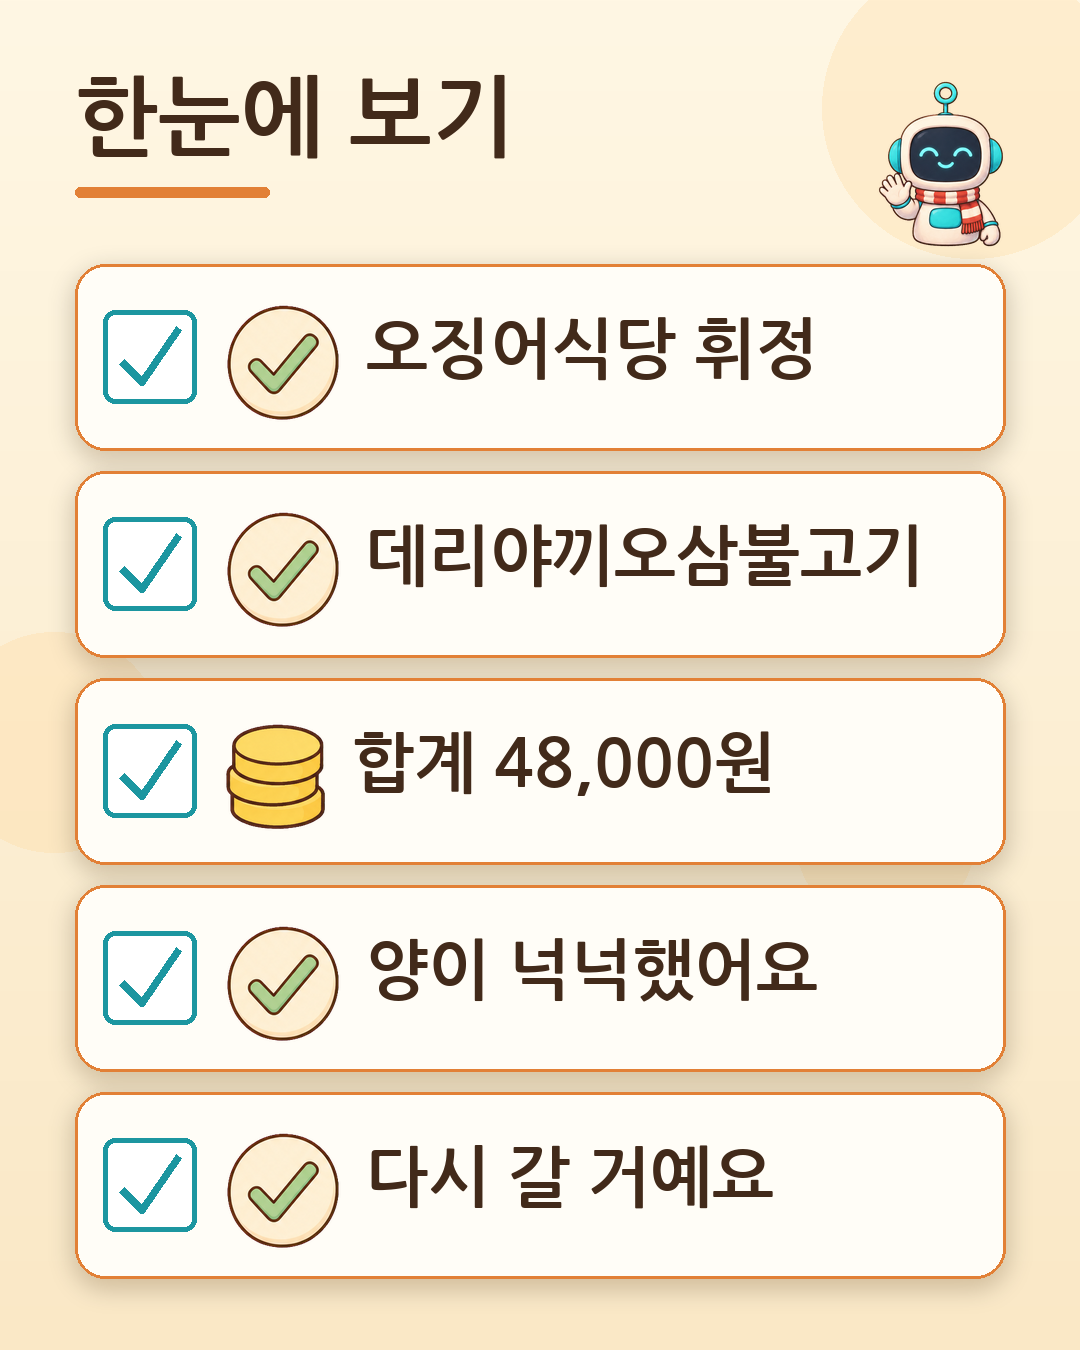 한눈에 보기
오징어식당 휘정
데리야끼오삼불고기
합계 48,000원
양이 넉넉했어요
다시 갈 거예요